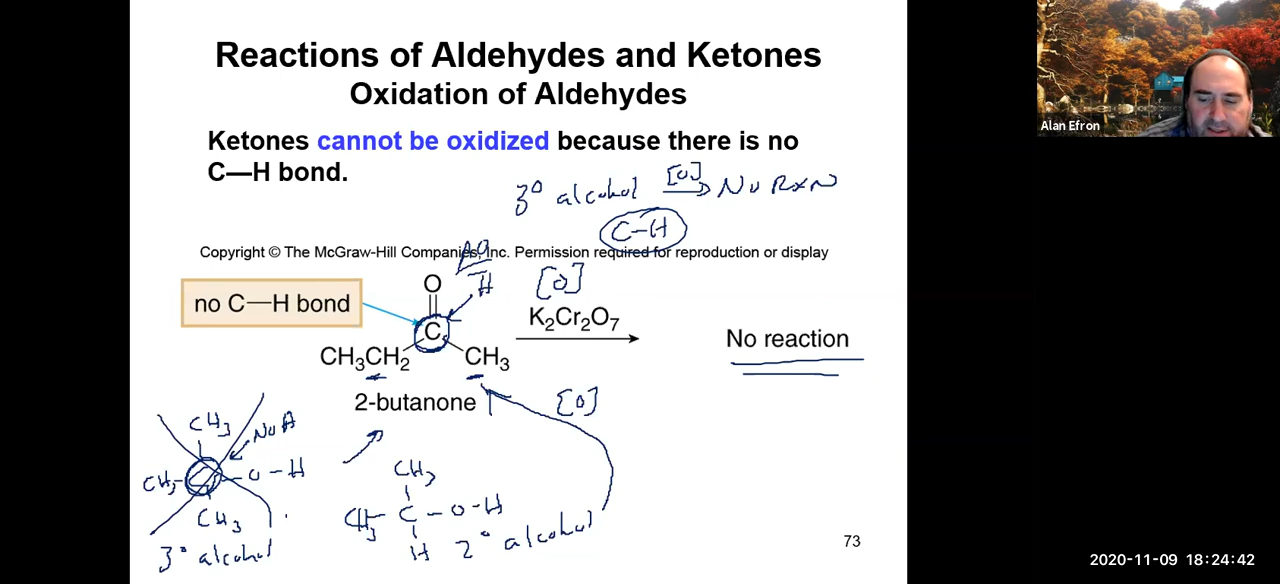 Reactions of Aldehydes and Ketones
Oxidation of Aldehydes
Alan Efron
Ketones cannot be oxidized because there is no
C—H bond.
3° alcohol [O] → No RXN
C-H
Copyright © The McGraw-Hill Companies, Inc. Permission required for reproduction or display
no C—H bond
O
H
[O]
C
K₂Cr₂O₇
No reaction
CH₃CH₂
CH₃
2-butanone
[O]
CH₃
No H
CH₃
O-H
CH₃
3° alcohol
CH₃
CH₃ - C - O-H
H
2° alcohol
73
2020-11-09 18:24:42